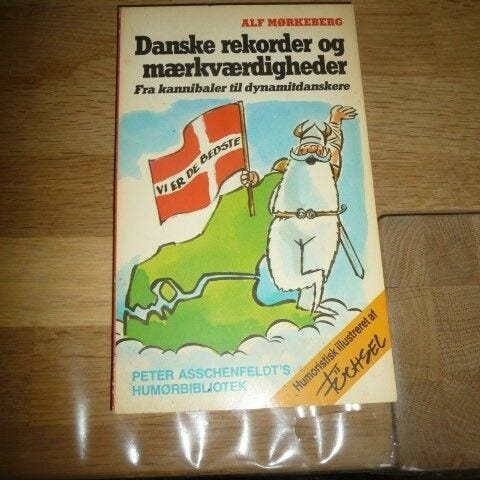 ALF MØRKEBERG
Danske rekorder og
mærkværdigheder
Fra kannibaler til dynamitdanskere
VI ER DE BEDSTE
Humoristisk illustreret af
FÜCHSEL
PETER ASSCHENFELDT'S
HUMØRBIBLIOTEK